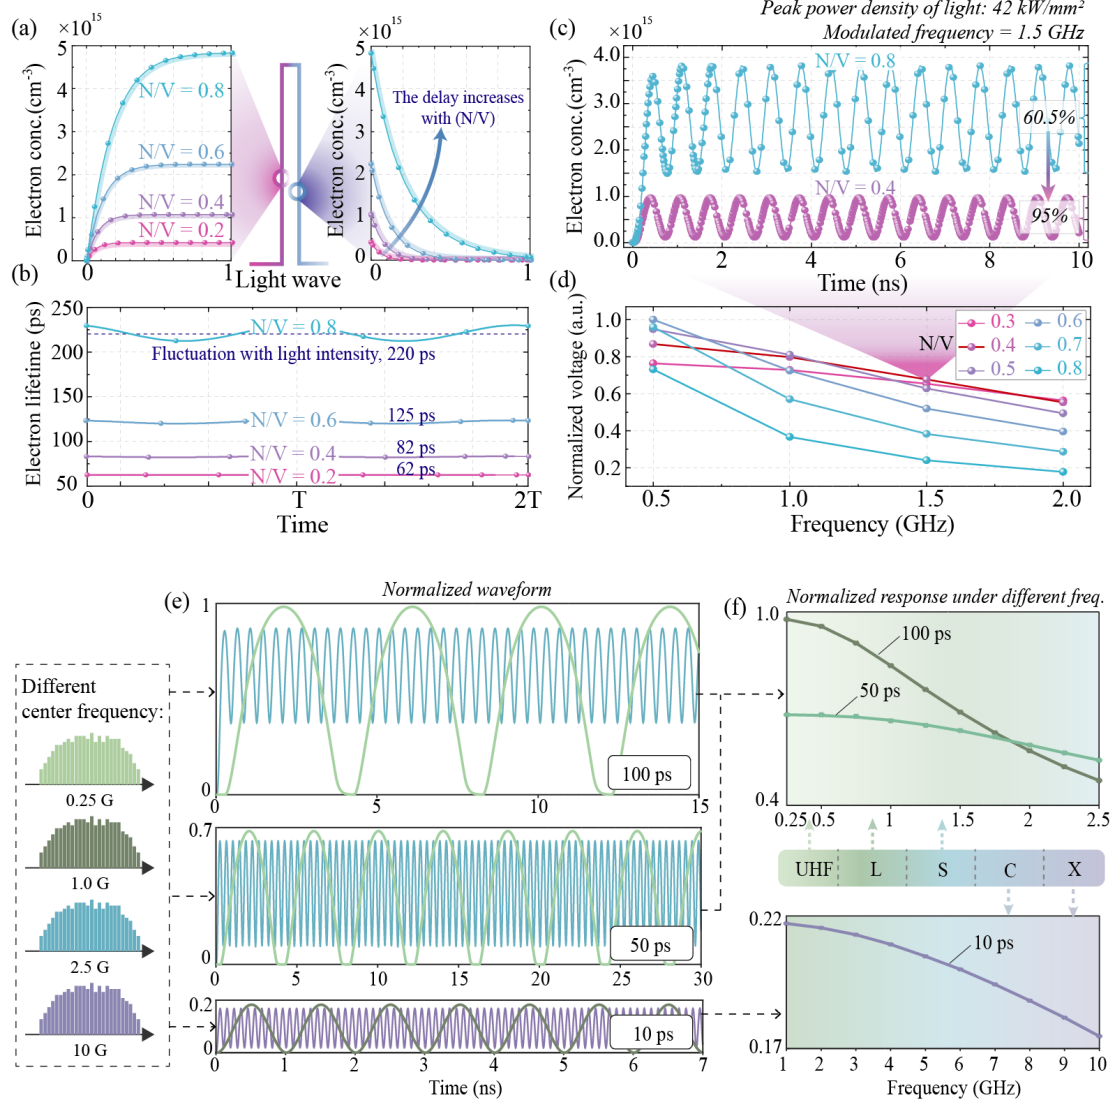 Peak power density of light: 42 kW/mm²
Modulated frequency = 1.5 GHz
(a)
× 10^15
Electron conc.(cm⁻³)
5
4
3
2
1
0
N/V = 0.8
N/V = 0.6
N/V = 0.4
N/V = 0.2
0
1
Light wave
× 10^15
Electron conc.(cm⁻³)
5
4
3
2
1
0
The delay increases
with (N/V)
0
1
(c)
× 10^15
Electron conc.(cm⁻³)
4.0
3.0
2.0
1.0
0.0
N/V = 0.8
60.5%
N/V = 0.4
95%
0
2
4
6
8
10
Time (ns)
(b)
Electron lifetime (ps)
250
200
150
100
50
N/V = 0.8
Fluctuation with light intensity, 220 ps
N/V = 0.6
125 ps
N/V = 0.4
82 ps
N/V = 0.2
62 ps
0
T
2T
Time
(d)
Normalized voltage (a.u.)
1.0
0.8
0.6
0.4
0.2
N/V
0.3
0.6
0.4
0.7
0.5
0.8
0.5
1.0
1.5
2.0
Frequency (GHz)
Different
center frequency:
0.25 G
1.0 G
2.5 G
10 G
(e)
Normalized waveform
1
0
100 ps
0
5
10
15
0.7
0
50 ps
0
5
10
15
20
25
30
0.2
0
10 ps
0
1
2
3
4
5
6
7
Time (ns)
(f)
Normalized response under different freq.
1.0
0.4
100 ps
50 ps
0.25
0.5
1
1.5
2
2.5
UHF
L
S
C
X
0.22
0.17
10 ps
1
2
3
4
5
6
7
8
9
10
Frequency (GHz)